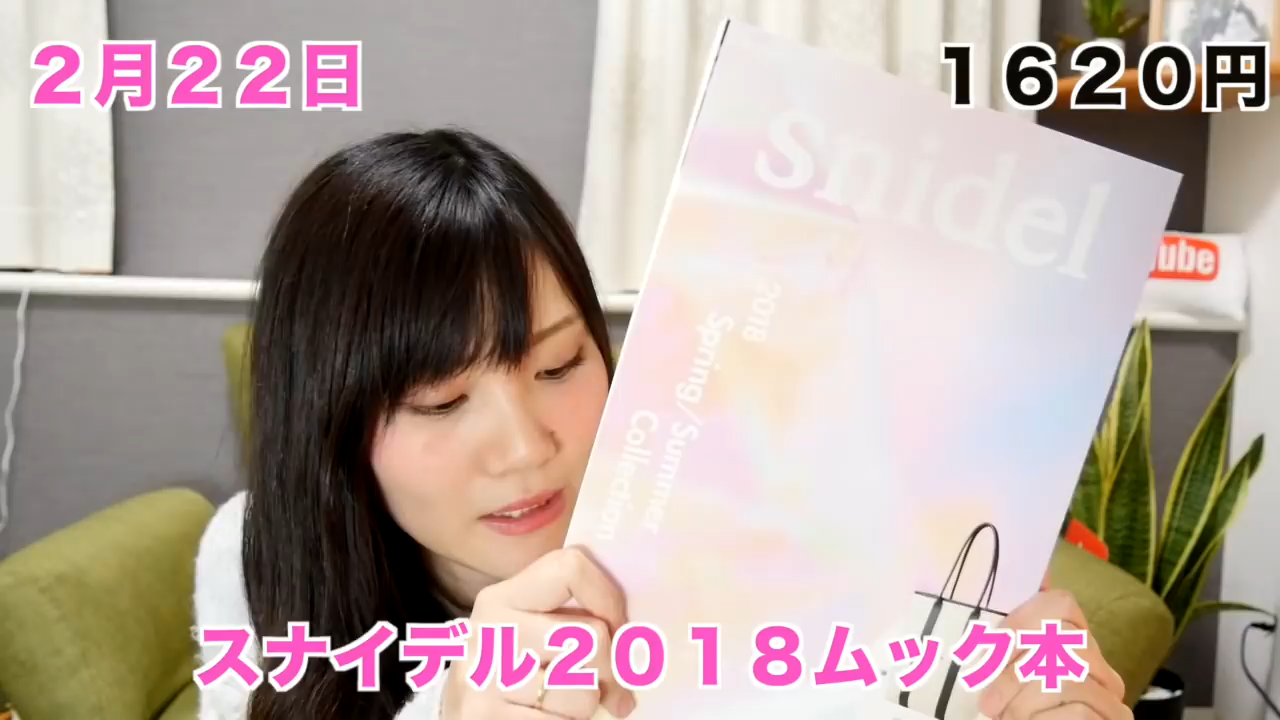 ２月２２日
１６２０円
snidel
2018
Spring/Summer
Collection
ube
スナイデル２０１８ムック本